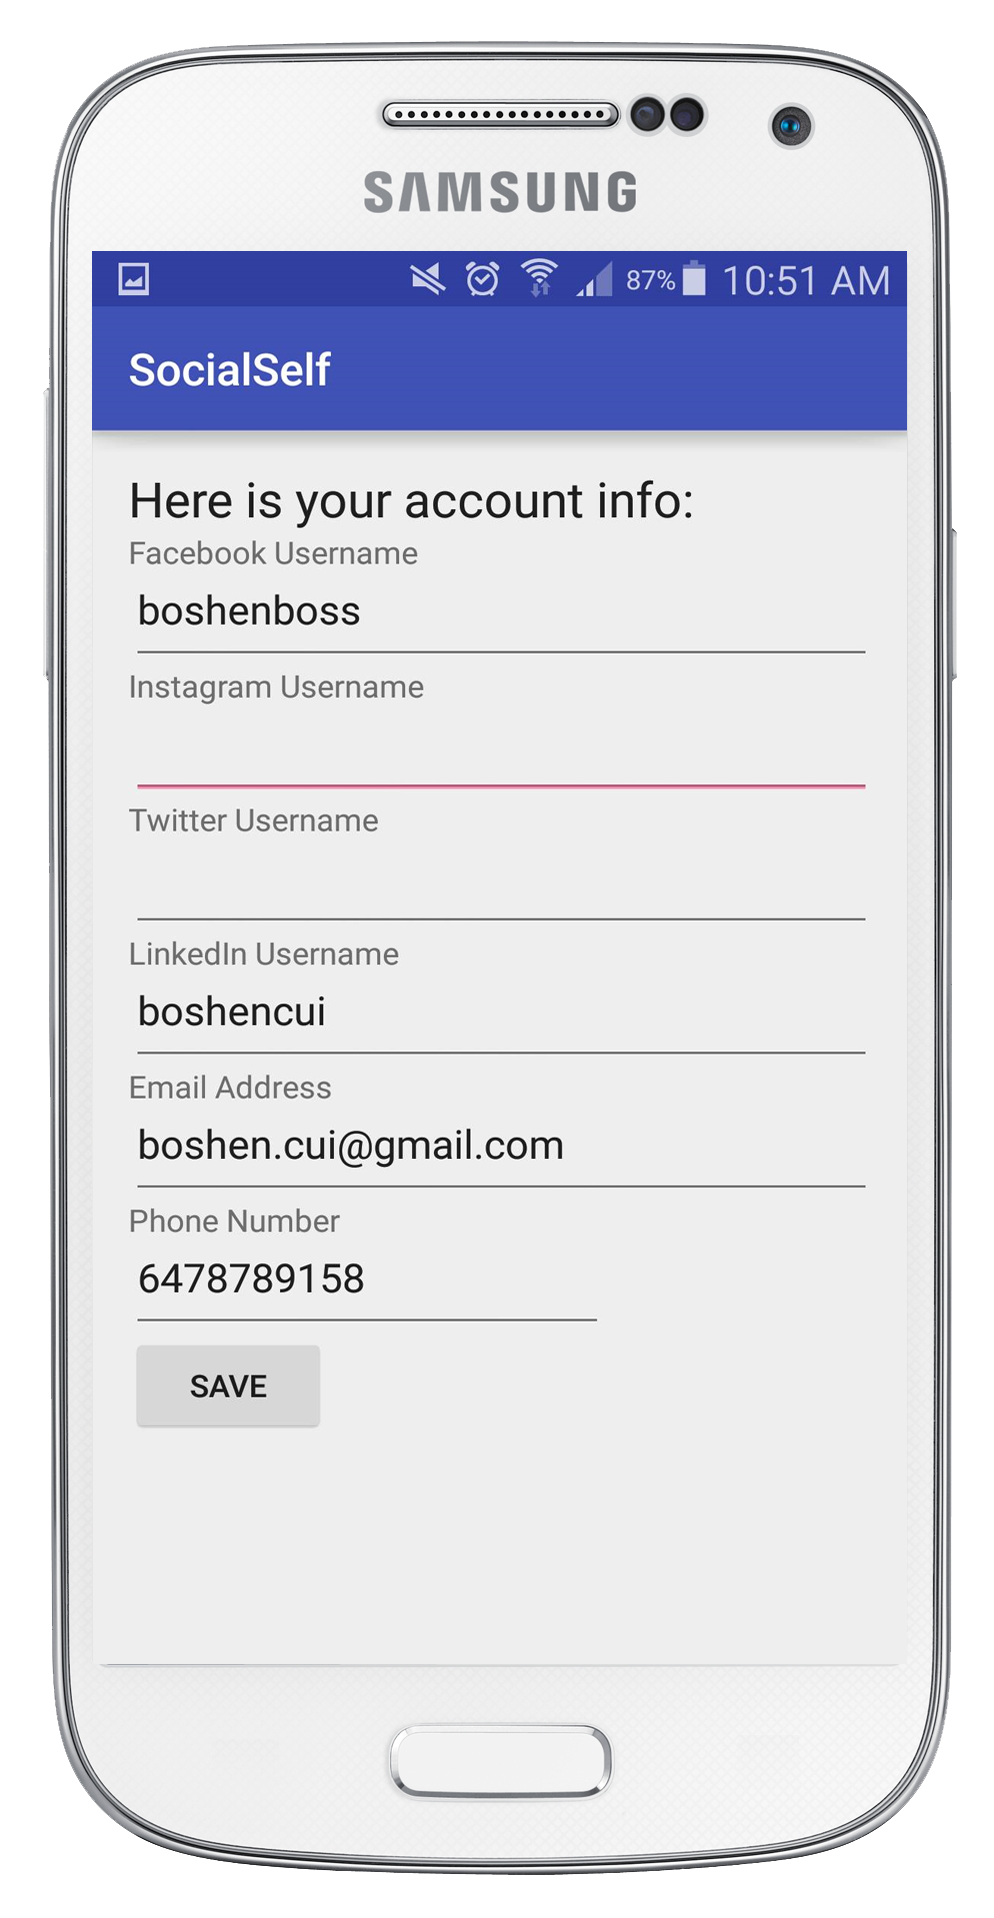 SAMSUNG
87% 10:51 AM
SocialSelf
Here is your account info:
Facebook Username
boshenboss
Instagram Username
Twitter Username
LinkedIn Username
boshencui
Email Address
boshen.cui@gmail.com
Phone Number
6478789158
SAVE